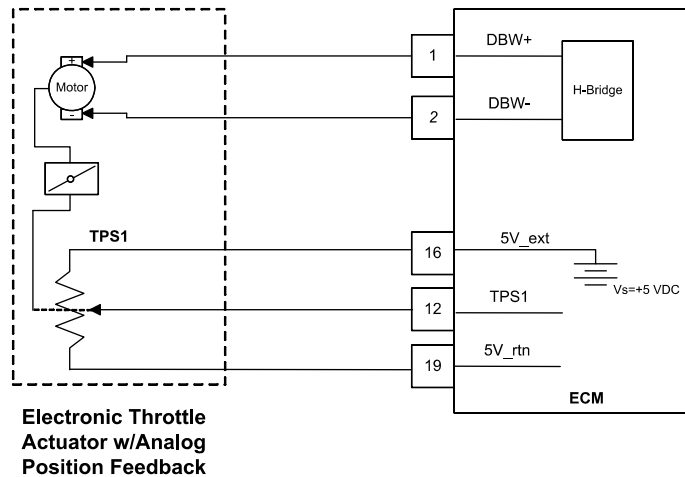 +
Motor
-
TPS1
Electronic Throttle
Actuator w/Analog
Position Feedback
1
2
16
12
19
DBW+
DBW-
H-Bridge
5V_ext
Vs=+5 VDC
TPS1
5V_rtn
ECM